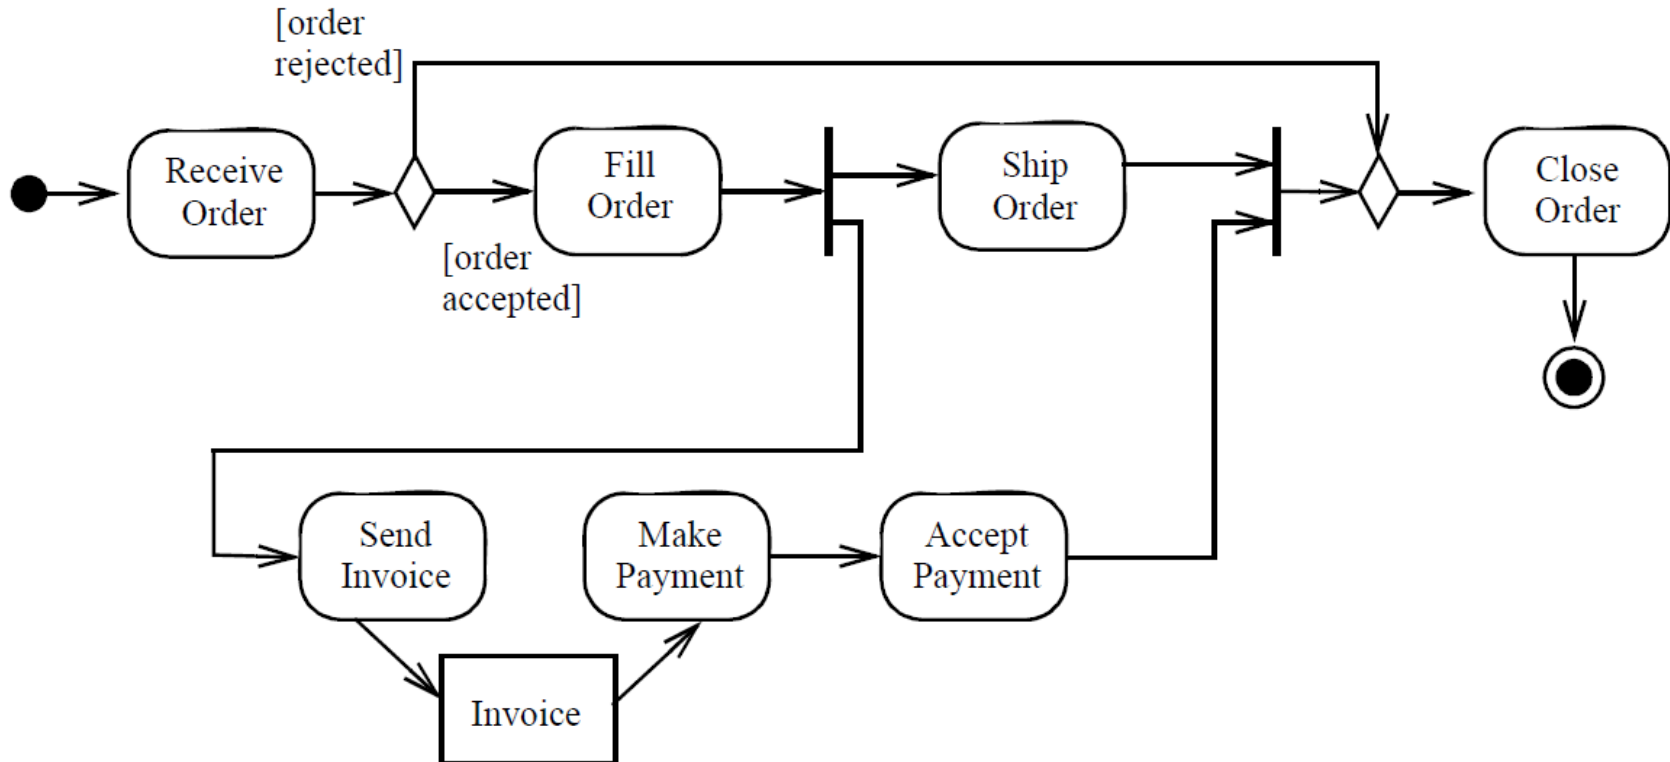 [order
rejected]
Receive
Order
[order
accepted]
Fill
Order
Ship
Order
Close
Order
Send
Invoice
Make
Payment
Accept
Payment
Invoice